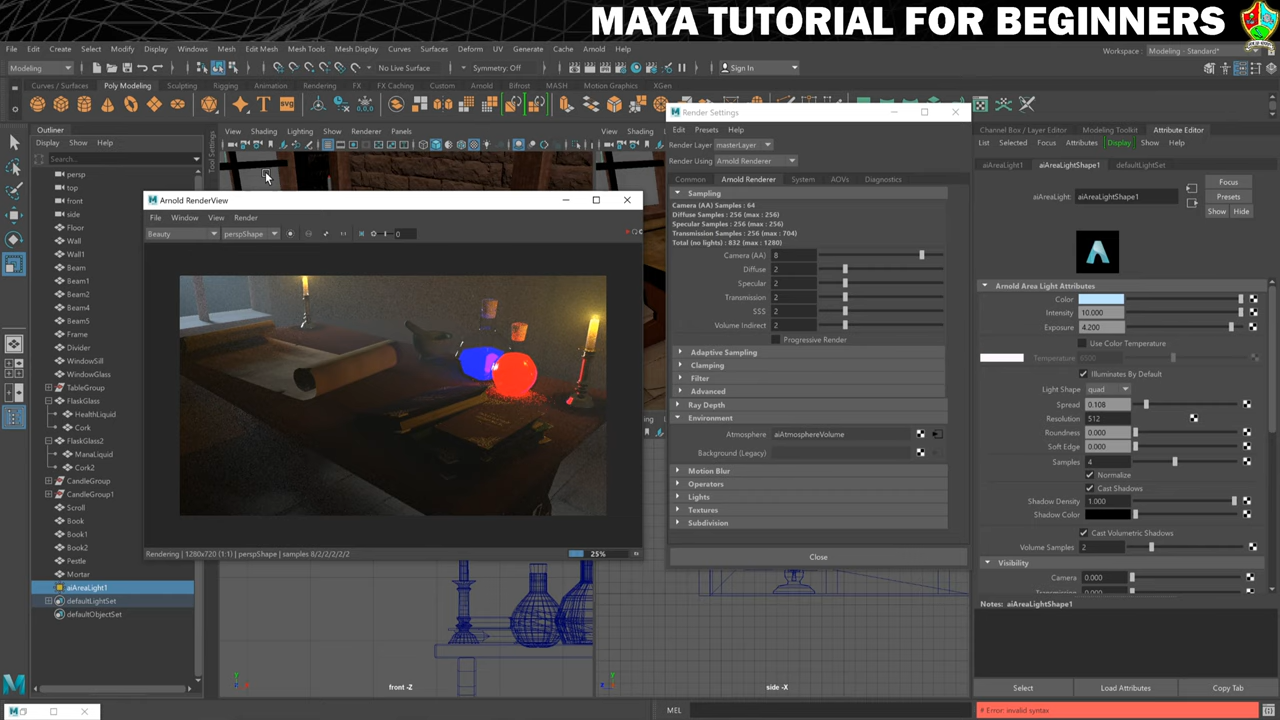 MAYA TUTORIAL FOR BEGINNERS
File Edit Create Select Modify Display Windows Mesh Edit Mesh Mesh Tools Mesh Display Curves Surfaces Deform UV Generate Cache Arnold Help
Workspace: Modeling - Standard*
Modeling No Live Surface Symmetry: Off Sign In
Curves / Surfaces Poly Modeling Sculpting Rigging Animation Rendering FX FX Caching Custom Arnold Bifrost MASH Motion Graphics XGen
Outliner
Display Show Help
Search...
persp
top
front
side
Floor
Wall
Wall1
Beam
Beam1
Beam2
Beam4
Beam5
Frame
Divider
WindowSill
WindowGlass
TableGroup
FlaskGlass
HealthLiquid
Cork
FlaskGlass2
ManaLiquid
Cork2
CandleGroup
CandleGroup1
Scroll
Book
Book1
Book2
Pestle
Mortar
aiAreaLight1
defaultLightSet
defaultObjectSet
Tool Settings
View Shading Lighting Show Renderer Panels
View Shading
Arnold RenderView
File Window View Render
Beauty perspShape 1:1 0
Rendering | 1280x720 (1:1) | perspShape | samples 8/2/2/2/2/2 25%
front -Z
side -X
Render Settings
Edit Presets Help
Render Layer masterLayer
Render Using Arnold Renderer
Common Arnold Renderer System AOVs Diagnostics
Sampling
Camera (AA) Samples : 64
Diffuse Samples : 256 (max : 256)
Specular Samples : 256 (max : 256)
Transmission Samples : 256 (max : 704)
Total (no lights) : 832 (max : 1280)
Camera (AA) 8
Diffuse 2
Specular 2
Transmission 2
SSS 2
Volume Indirect 2
Progressive Render
Adaptive Sampling
Clamping
Filter
Advanced
Ray Depth
Environment
Atmosphere aiAtmosphereVolume
Background (Legacy)
Motion Blur
Operators
Lights
Textures
Subdivision
Close
Channel Box / Layer Editor Modeling Toolkit Attribute Editor
List Selected Focus Attributes Display Show Help
aiAreaLight1 aiAreaLightShape1 defaultLightSet
aiAreaLight: aiAreaLightShape1
Focus
Presets
Show Hide
Arnold Area Light Attributes
Color
Intensity 10.000
Exposure 4.200
Use Color Temperature
Temperature 6500
Illuminates By Default
Light Shape quad
Spread 0.108
Resolution 512
Roundness 0.000
Soft Edge 0.000
Samples 4
Normalize
Cast Shadows
Shadow Density 1.000
Shadow Color
Cast Volumetric Shadows
Volume Samples 2
Visibility
Camera 0.000
Transmission 0.000
Notes: aiAreaLightShape1
Select Load Attributes Copy Tab
MEL
# Error: invalid syntax